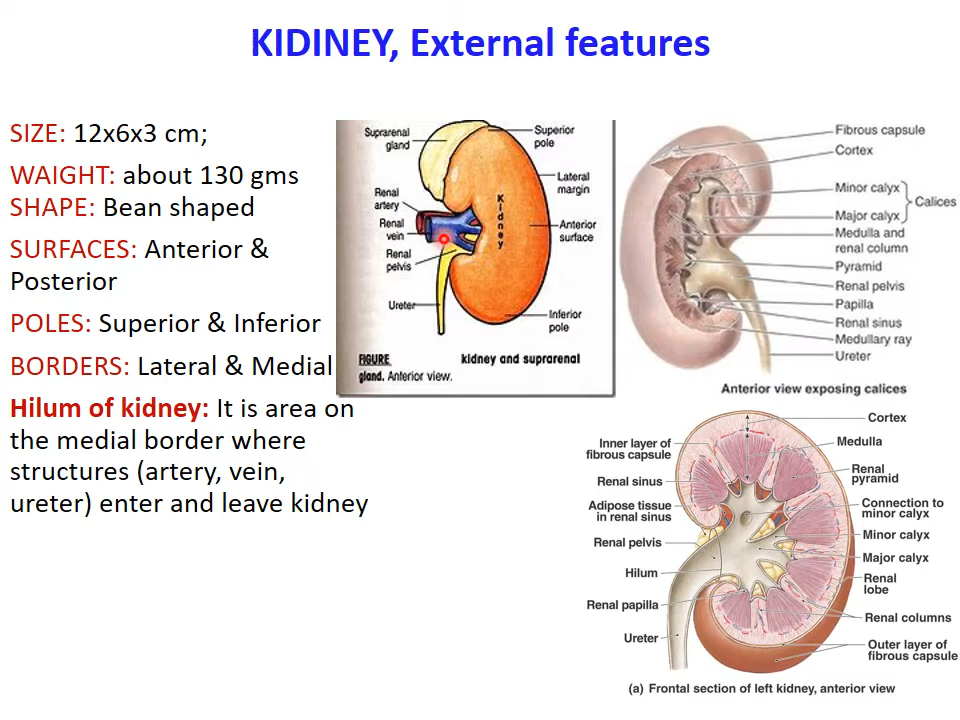 KIDINEY, External features
SIZE: 12x6x3 cm;
WAIGHT: about 130 gms
SHAPE: Bean shaped
SURFACES: Anterior &
Posterior
POLES: Superior & Inferior
BORDERS: Lateral & Medial
Hilum of kidney: It is area on
the medial border where
structures (artery, vein,
ureter) enter and leave kidney
Suprarenal
gland
Superior
pole
Lateral
margin
Renal
artery
Renal
vein
Kidney
Anterior
surface
Renal
pelvis
Ureter
Inferior
pole
FIGURE
kidney and suprarenal
gland. Anterior view.
Fibrous capsule
Cortex
Minor calyx
Calices
Major calyx
Medulla and
renal column
Pyramid
Renal pelvis
Papilla
Renal sinus
Medullary ray
Ureter
Anterior view exposing calices
Inner layer of
fibrous capsule
Renal sinus
Adipose tissue
in renal sinus
Renal pelvis
Hilum
Renal papilla
Ureter
Cortex
Medulla
Renal
pyramid
Connection to
minor calyx
Minor calyx
Major calyx
Renal
lobe
Renal columns
Outer layer of
fibrous capsule
(a) Frontal section of left kidney, anterior view